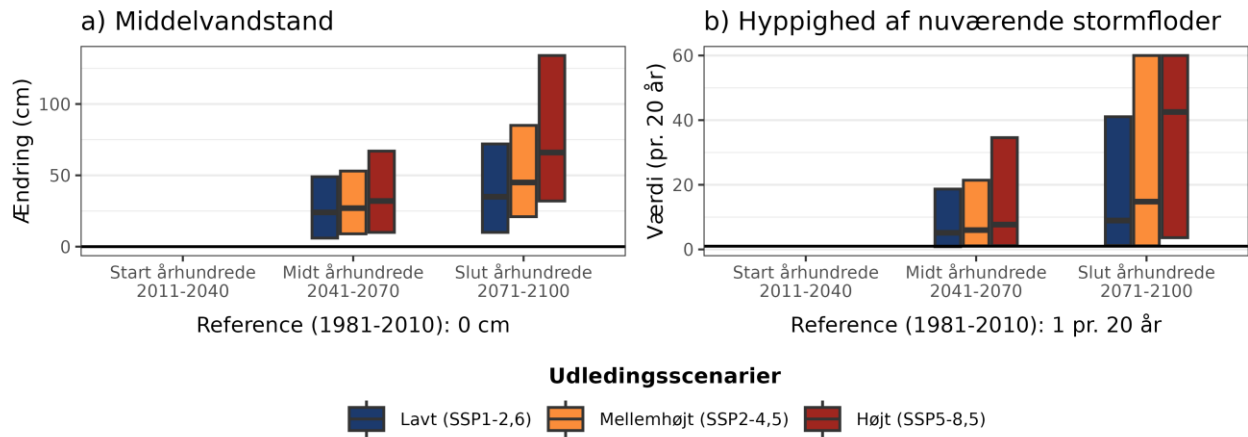 a) Middelvandstand
Ændring (cm)
100
50
0
Start århundrede
2011-2040
Midt århundrede
2041-2070
Slut århundrede
2071-2100
Reference (1981-2010): 0 cm
b) Hyppighed af nuværende stormfloder
Værdi (pr. 20 år)
60
40
20
0
Start århundrede
2011-2040
Midt århundrede
2041-2070
Slut århundrede
2071-2100
Reference (1981-2010): 1 pr. 20 år
Udledingsscenarier
Lavt (SSP1-2,6)
Mellemhøjt (SSP2-4,5)
Højt (SSP5-8,5)